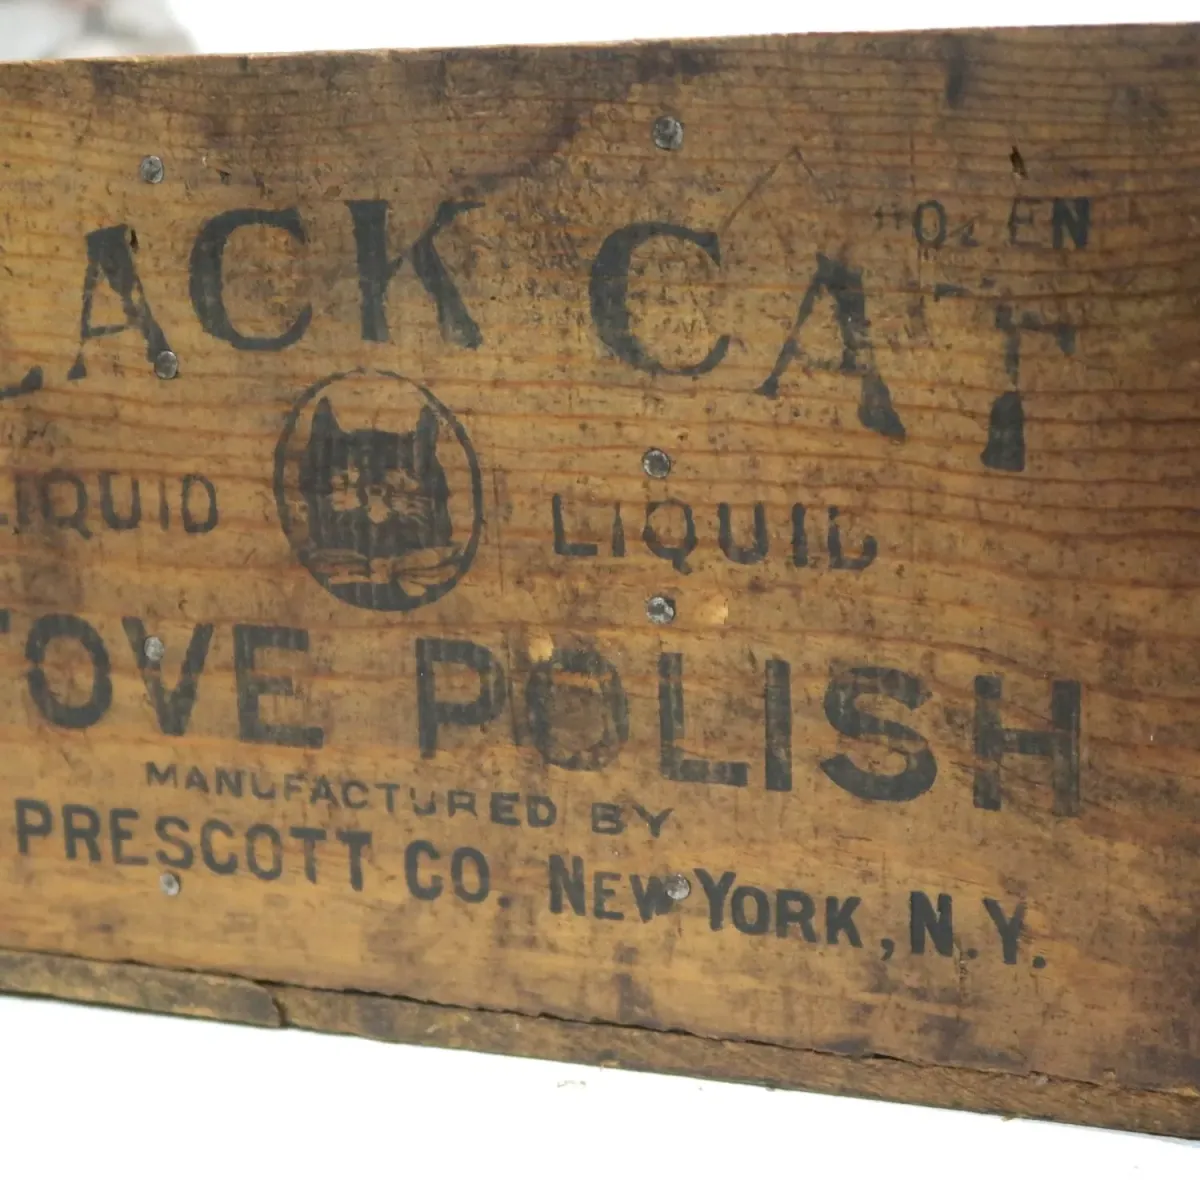 LACK CAT
LIQUID LIQUID
TOVE POLISH
MANUFACTURED BY
PRESCOTT CO. NEW YORK, N.Y.